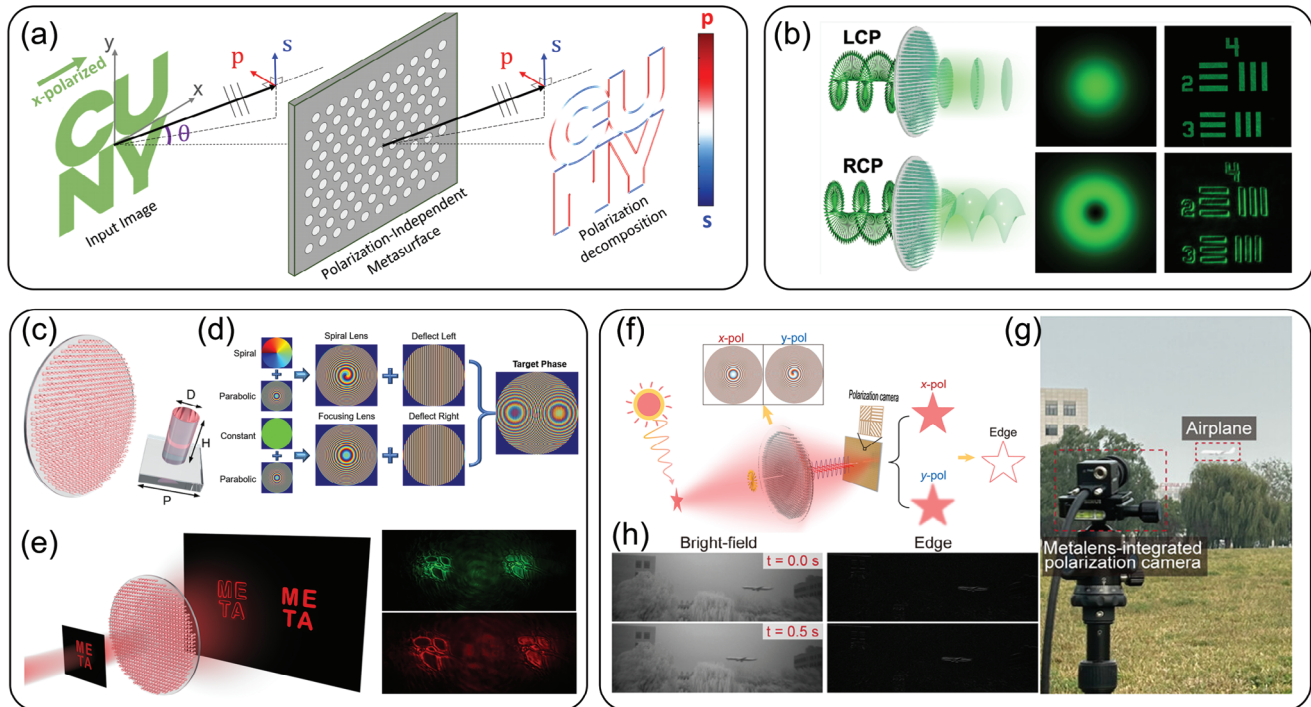 (a)
x-polarized
y
x
CU
NY
θ
p
s
Input Image
Polarization-Independent
Metasurface
p
s
CU
NY
Polarization
decomposition
p
s
(b)
LCP
RCP
4
2
3
4
2
3
(c)
D
H
P
(d)
Spiral
Parabolic
Constant
Parabolic
Spiral Lens
Deflect Left
Focusing Lens
Deflect Right
Target Phase
(e)
ME
TA
ME
TA
ME
TA
(f)
x-pol
y-pol
Polarization camera
x-pol
y-pol
Edge
(g)
Airplane
Metalens-integrated
polarization camera
(h)
Bright-field
Edge
t = 0.0 s
t = 0.5 s